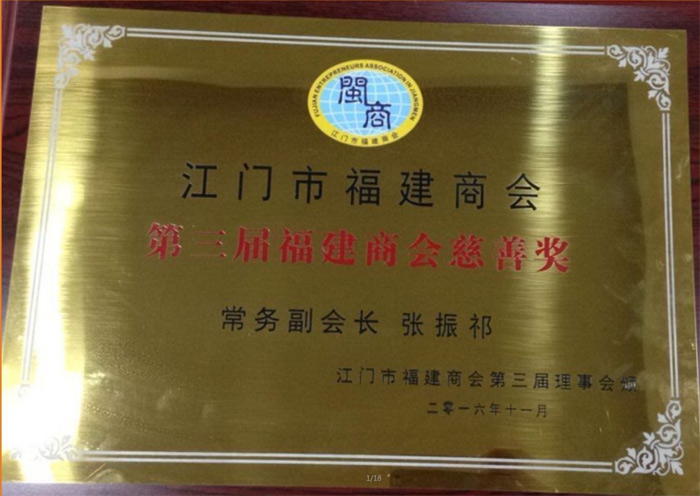 FUJIAN ENTREPRENEURS ASSOCIATION IN JIANGMEN
閩商
江门市福建商会
江门市福建商会
第三届福建商会慈善奖
常务副会长 张振祁
江门市福建商会第三届理事会颁
二零一六年十一月
1/18